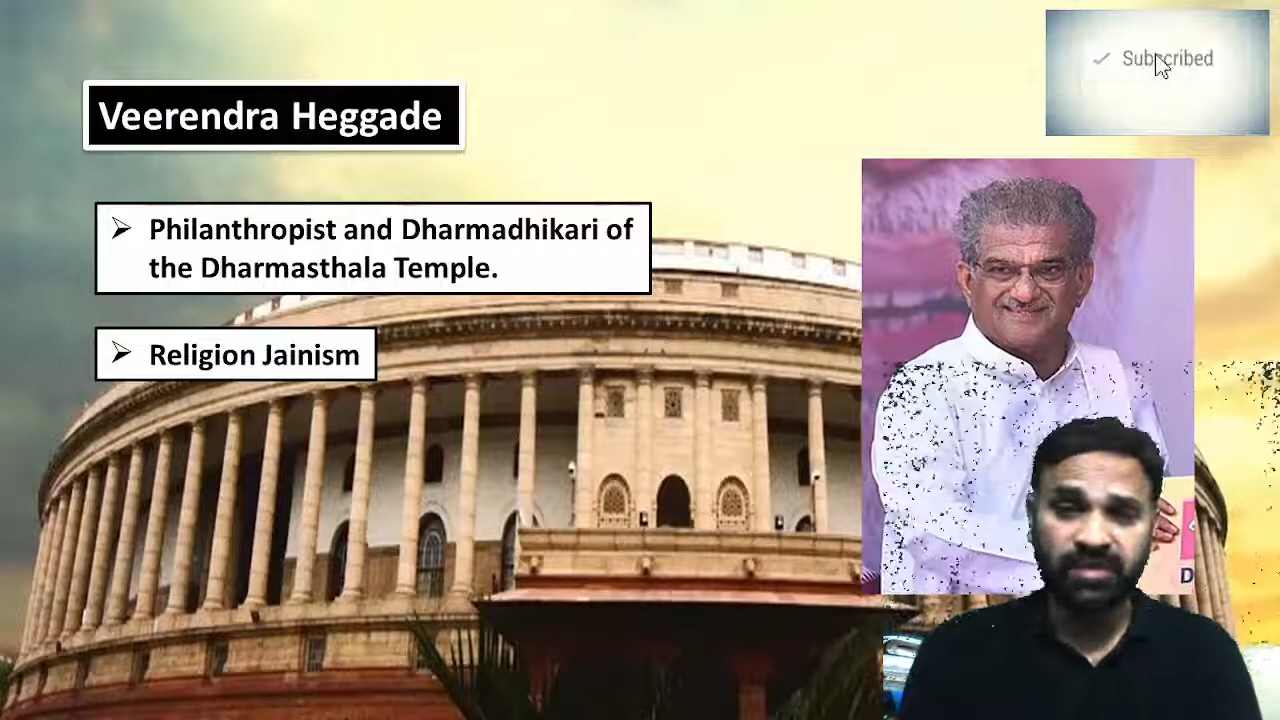 Veerendra Heggade
✓ Subscribed
➢ Philanthropist and Dharmadhikari of
the Dharmasthala Temple.
➢ Religion Jainism
D